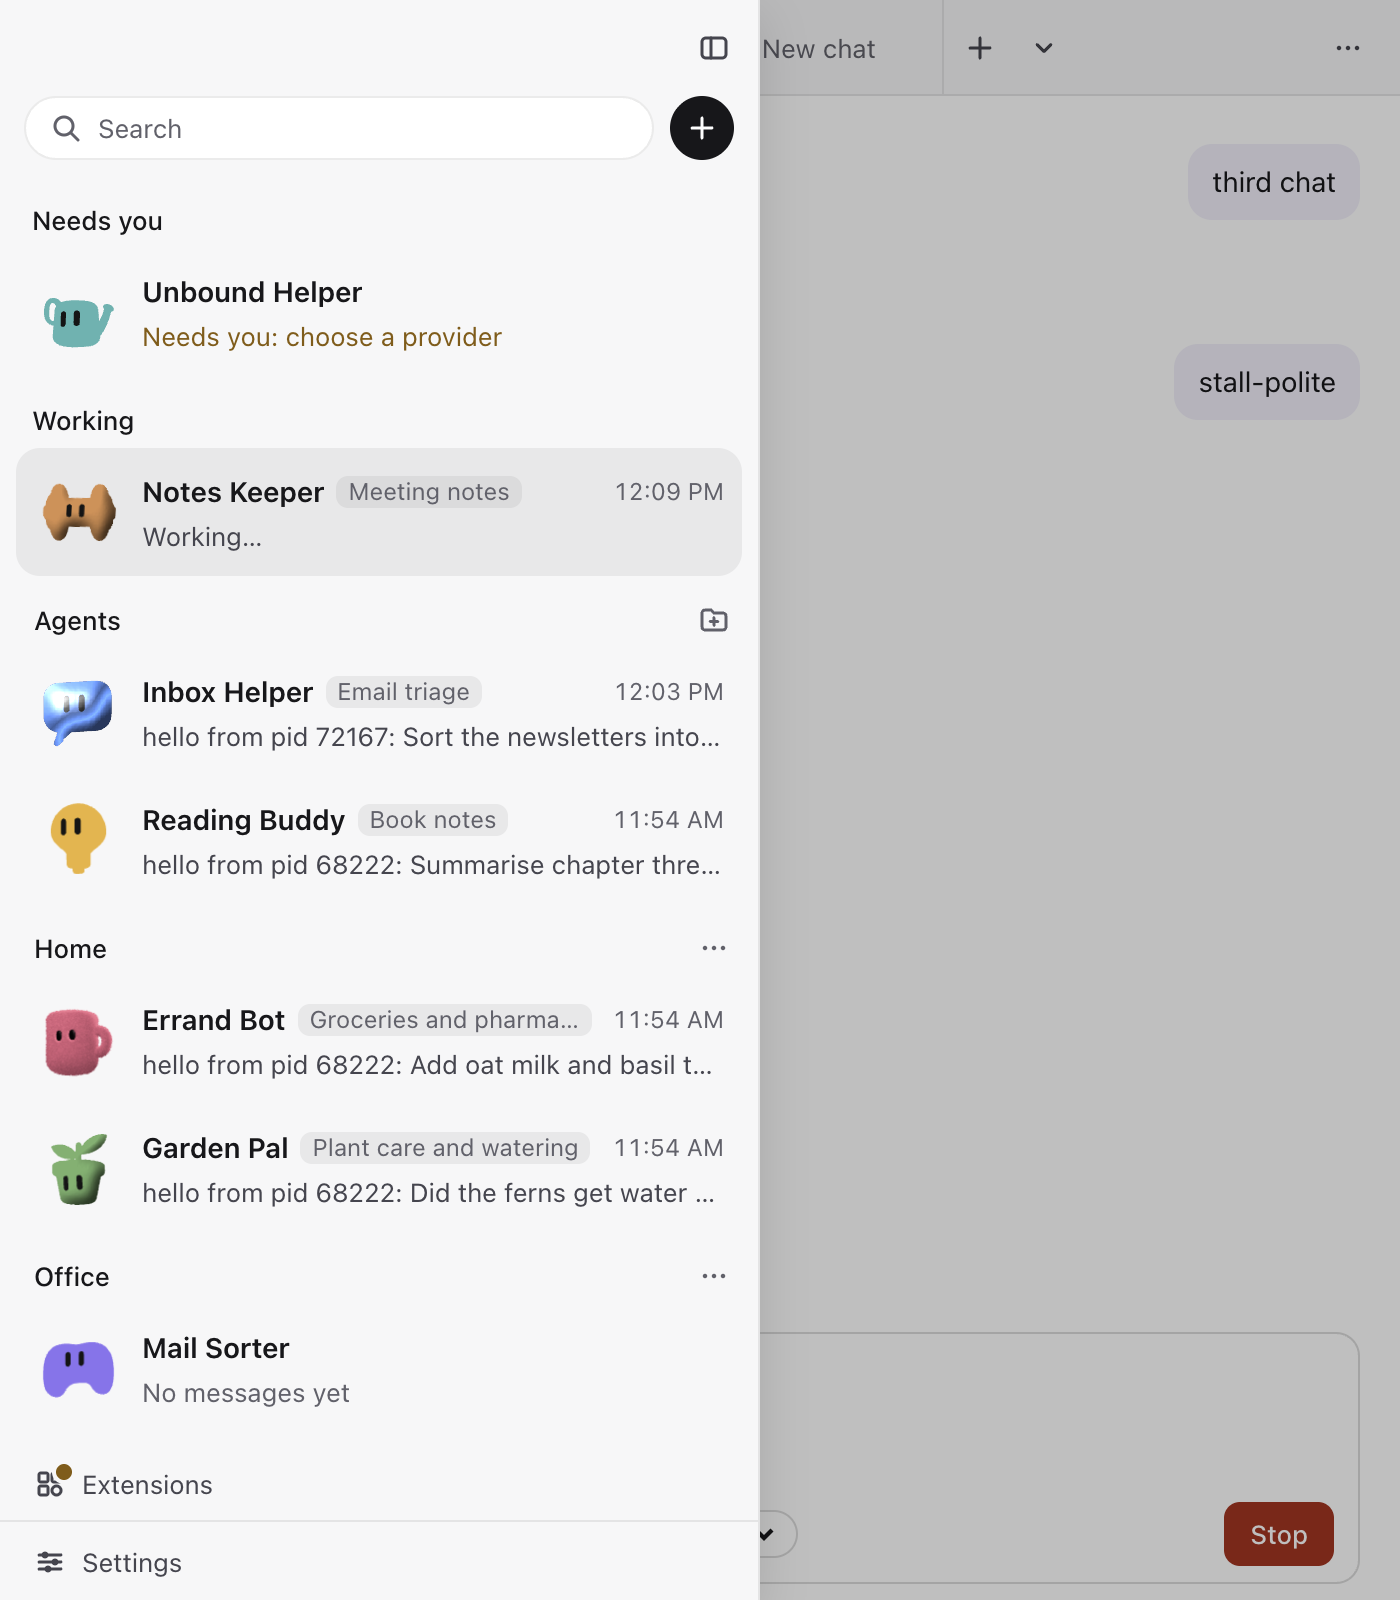 Search
Needs you
Unbound Helper
Needs you: choose a provider
Working
Notes Keeper Meeting notes 12:09 PM
Working...
Agents
Inbox Helper Email triage 12:03 PM
hello from pid 72167: Sort the newsletters into...
Reading Buddy Book notes 11:54 AM
hello from pid 68222: Summarise chapter thre...
Home
Errand Bot Groceries and pharma... 11:54 AM
hello from pid 68222: Add oat milk and basil t...
Garden Pal Plant care and watering 11:54 AM
hello from pid 68222: Did the ferns get water ...
Office
Mail Sorter
No messages yet
Extensions
Settings
New chat
third chat
stall-polite
Stop